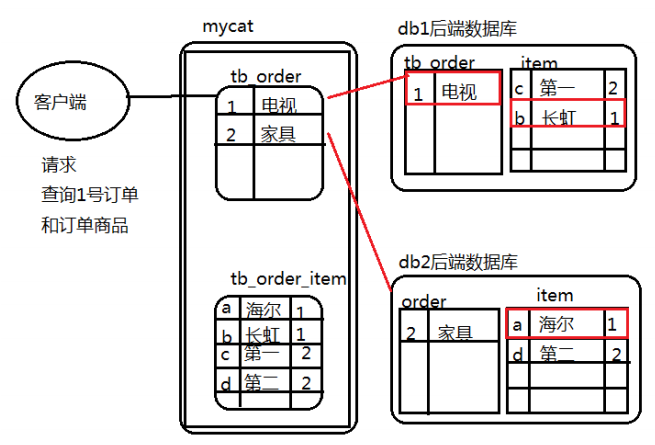 客户端
请求
查询1号订单
和订单商品
mycat
tb_order
1 电视
2 家具
tb_order_item
a 海尔 1
b 长虹 1
c 第一 2
d 第二 2
db1后端数据库
tb_order
1 电视
item
c 第一 2
b 长虹 1
db2后端数据库
order
2 家具
item
a 海尔 1
d 第二 2